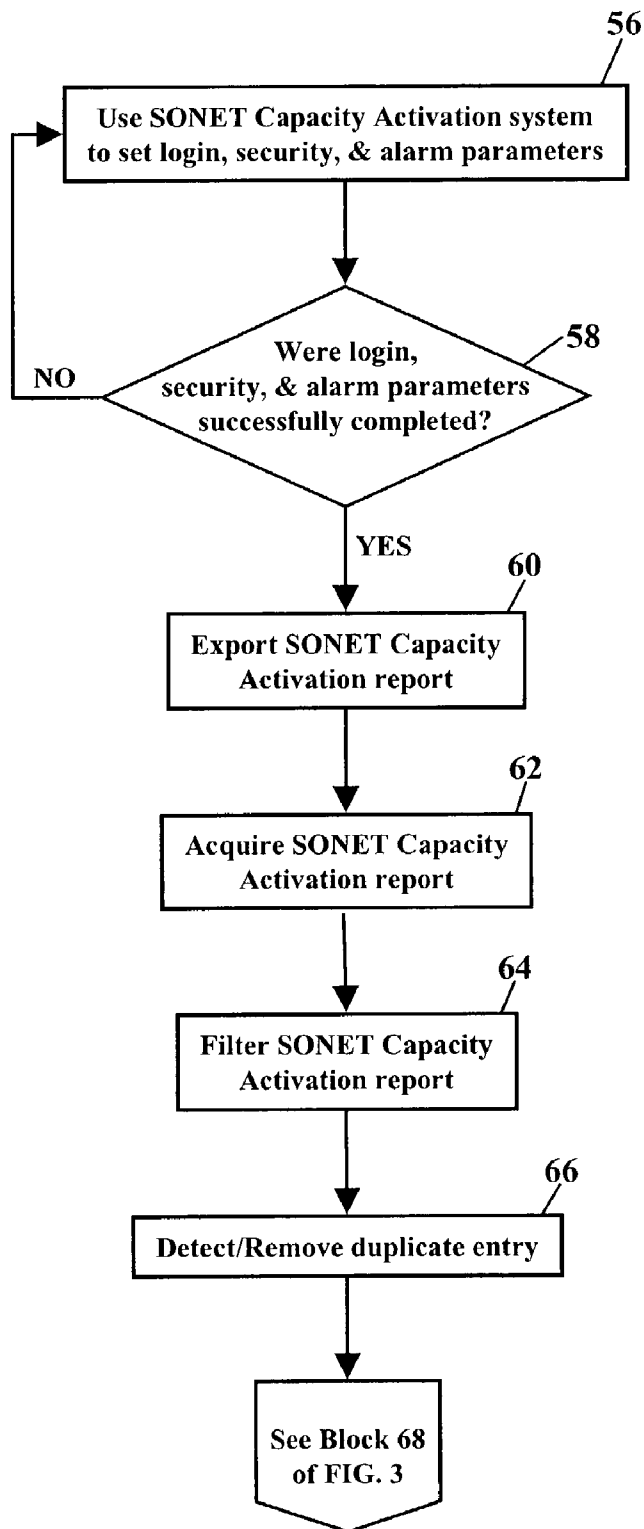 56
Use SONET Capacity Activation system
to set login, security, & alarm parameters
58
Were login,
security, & alarm parameters
successfully completed?
NO
YES
60
Export SONET Capacity
Activation report
62
Acquire SONET Capacity
Activation report
64
Filter SONET Capacity
Activation report
66
Detect/Remove duplicate entry
See Block 68
of FIG. 3